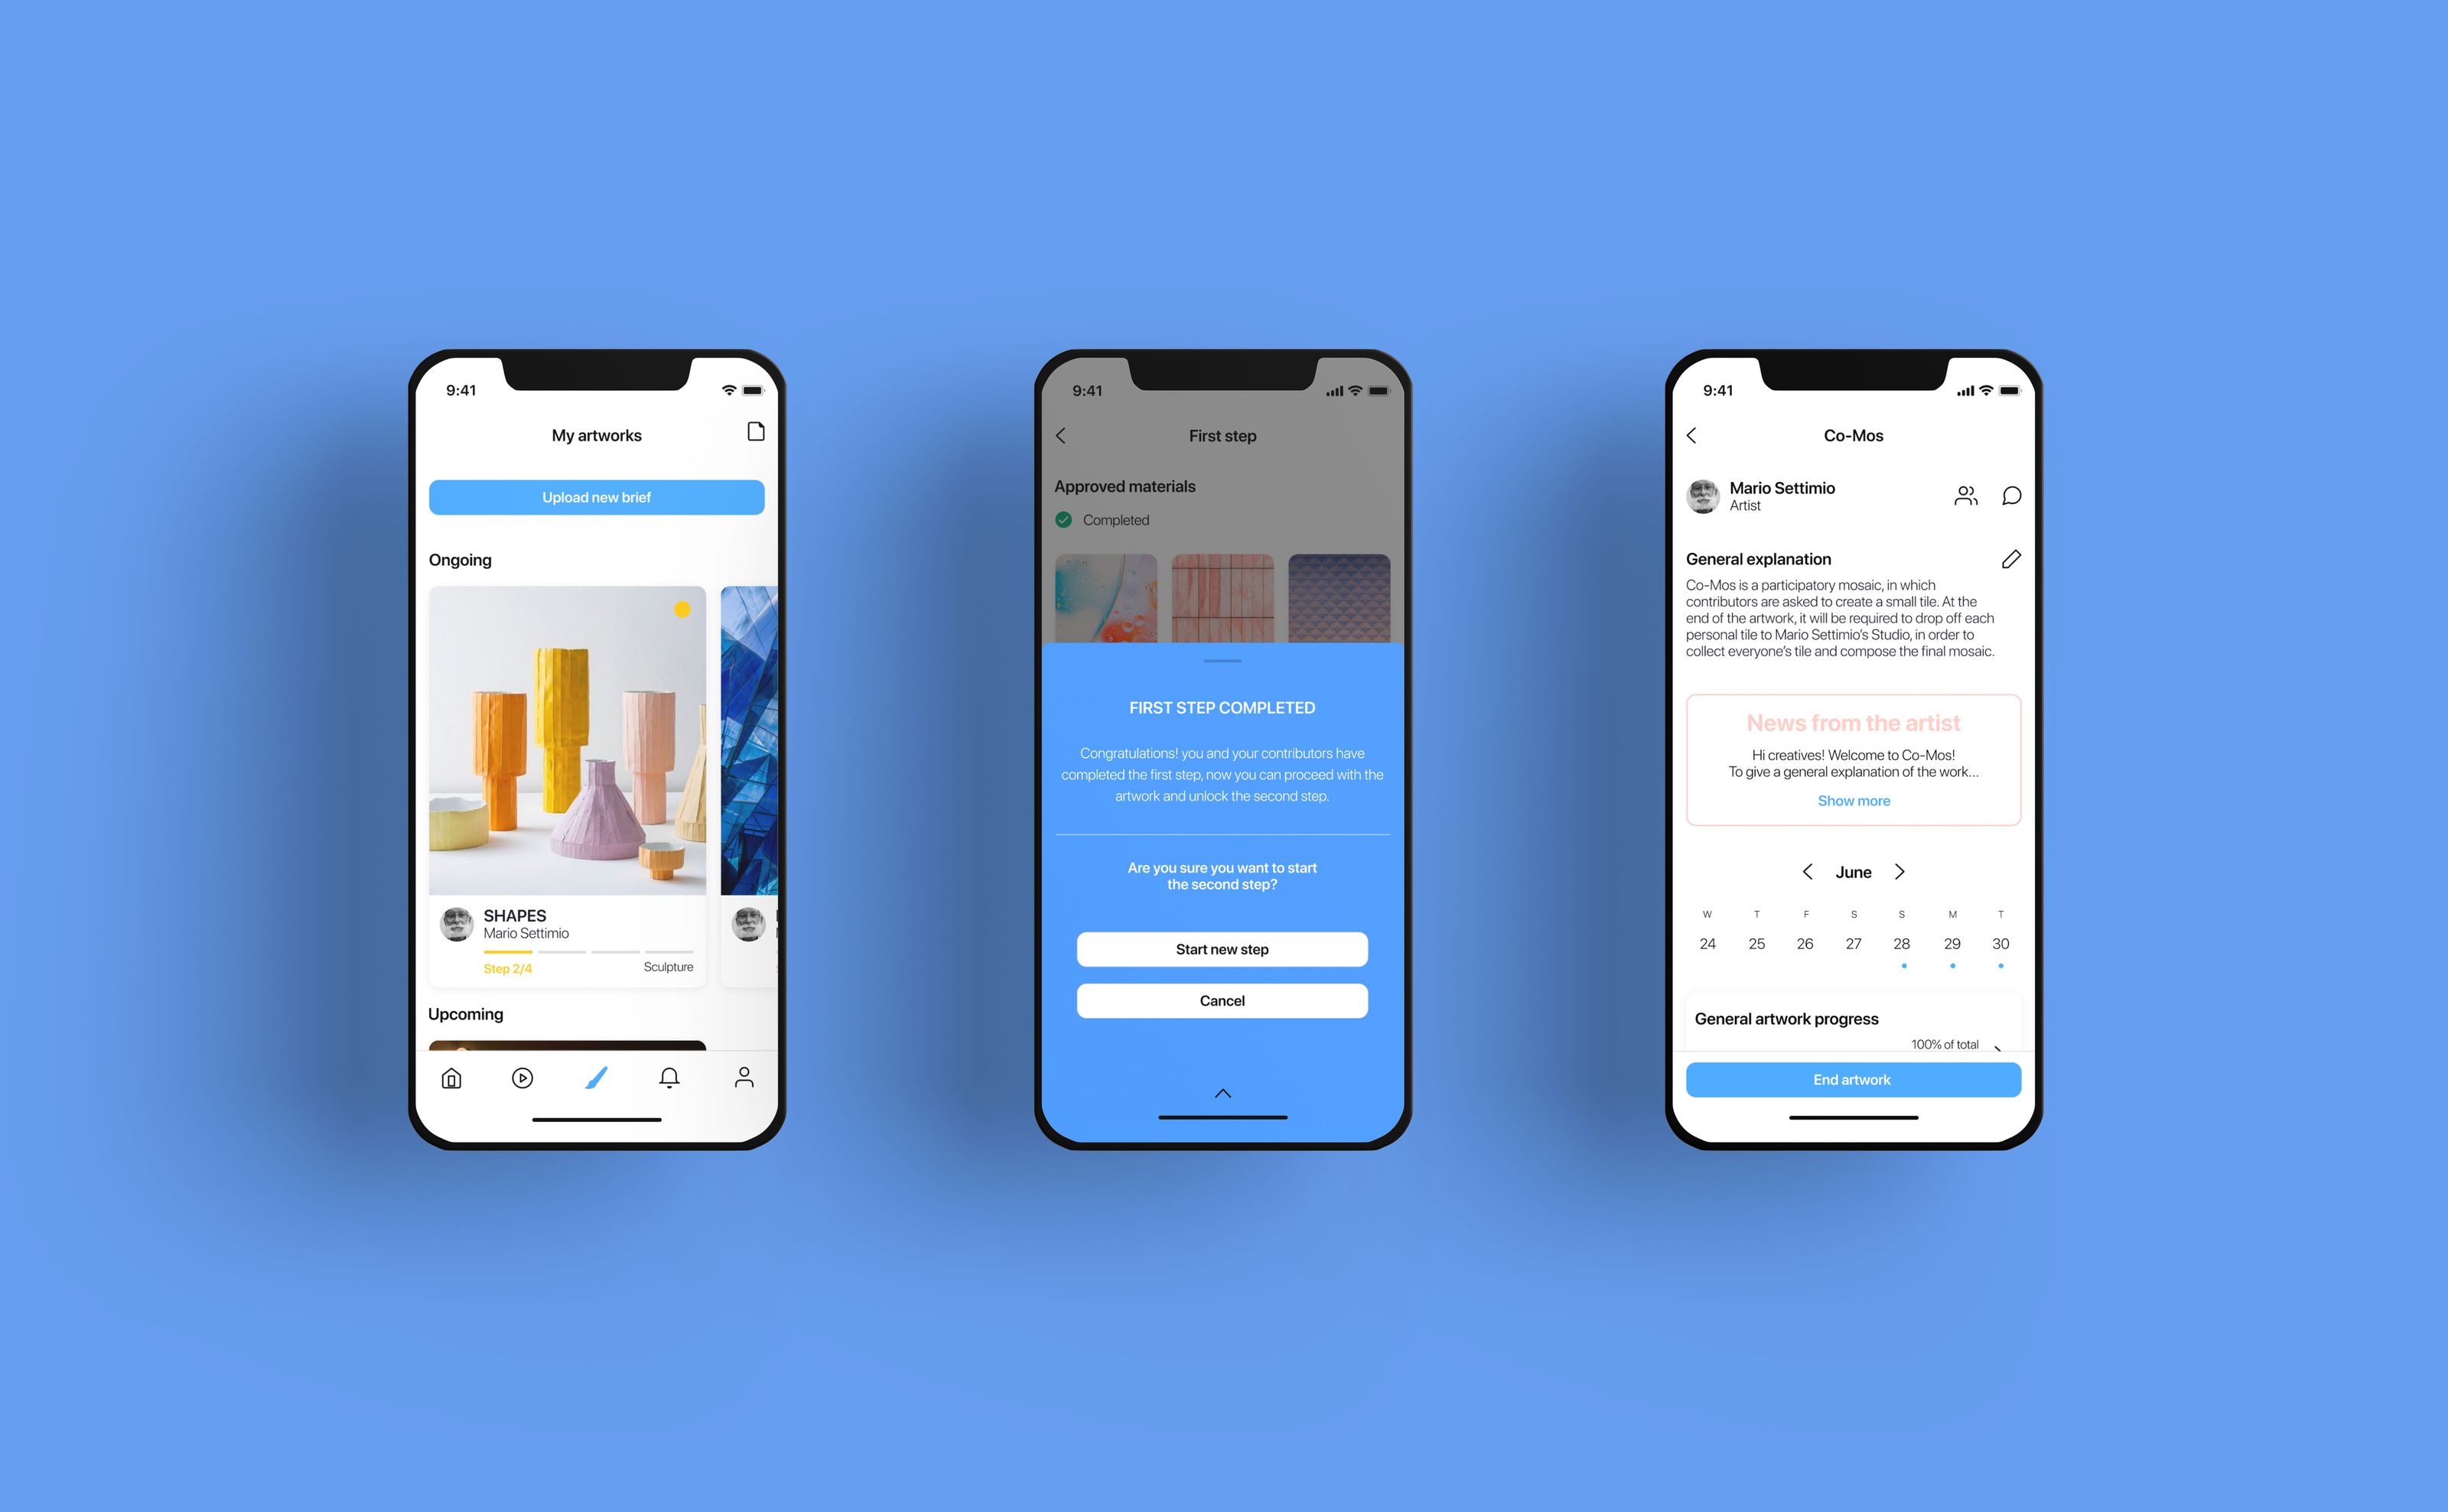 9:41
My artworks
Upload new brief
Ongoing
SHAPES
Mario Settimio
Step 2/4
Sculpture
Upcoming
9:41
First step
Approved materials
Completed
FIRST STEP COMPLETED
Congratulations! you and your contributors have
completed the first step, now you can proceed with the
artwork and unlock the second step.
Are you sure you want to start
the second step?
Start new step
Cancel
9:41
Co-Mos
Mario Settimio
Artist
General explanation
Co-Mos is a participatory mosaic, in which
contributors are asked to create a small tile. At the
end of the artwork, it will be required to drop off each
personal tile to Mario Settimio's Studio, in order to
collect everyone's tile and compose the final mosaic.
News from the artist
Hi creatives! Welcome to Co-Mos!
To give a general explanation of the work...
Show more
June
W T F S S M T
24 25 26 27 28 29 30
General artwork progress
100% of total
End artwork